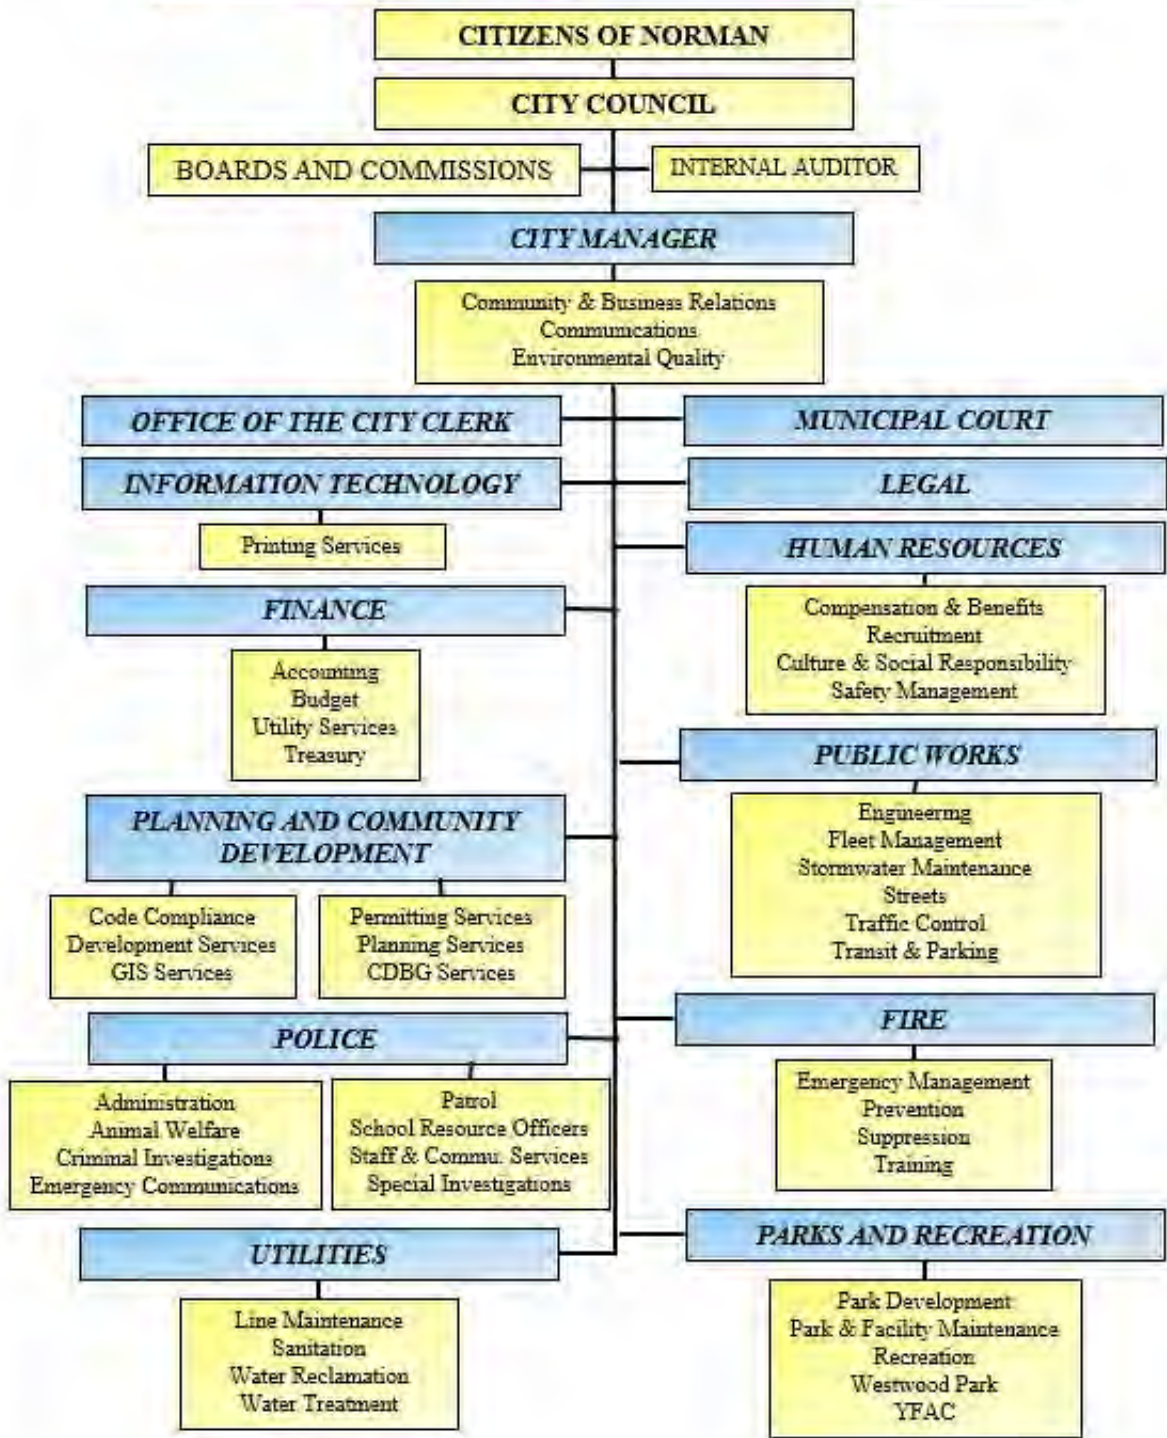 CITIZENS OF NORMAN
CITY COUNCIL
BOARDS AND COMMISSIONS
INTERNAL AUDITOR
CITY MANAGER
Community & Business Relations
Communications
Environmental Quality
OFFICE OF THE CITY CLERK
MUNICIPAL COURT
INFORMATION TECHNOLOGY
LEGAL
Printing Services
HUMAN RESOURCES
Compensation & Benefits
Recruitment
Culture & Social Responsibility
Safety Management
FINANCE
Accounting
Budget
Utility Services
Treasury
PUBLIC WORKS
Engineering
Fleet Management
Stormwater Maintenance
Streets
Traffic Control
Transit & Parking
PLANNING AND COMMUNITY
DEVELOPMENT
Code Compliance
Development Services
GIS Services
Permitting Services
Planning Services
CDBG Services
FIRE
Emergency Management
Prevention
Suppression
Training
POLICE
Administration
Animal Welfare
Criminal Investigations
Emergency Communications
Patrol
School Resource Officers
Staff & Commu. Services
Special Investigations
PARKS AND RECREATION
Park Development
Park & Facility Maintenance
Recreation
Westwood Park
YFAC
UTILITIES
Line Maintenance
Sanitation
Water Reclamation
Water Treatment